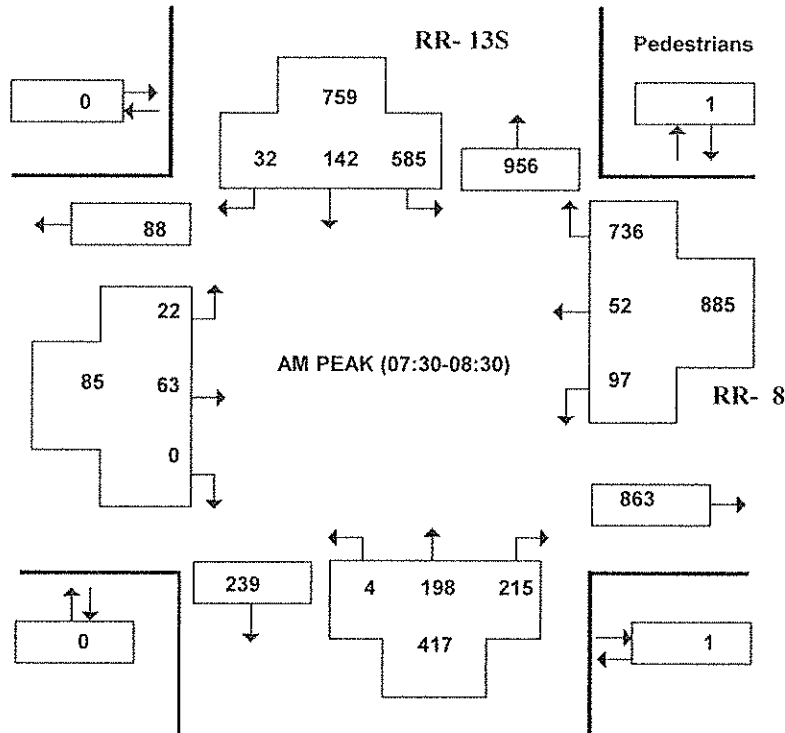 RR- 13S
Pedestrians
0
759
1
32 142 585
956
88
736
22
52 885
AM PEAK (07:30-08:30)
85 63
97
RR- 8
0
863
239
4 198 215
0
417
1